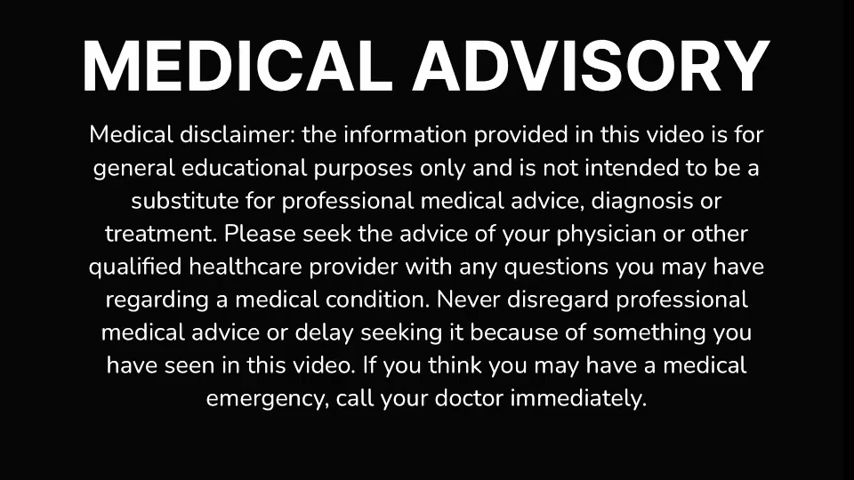 MEDICAL ADVISORY
Medical disclaimer: the information provided in this video is for
general educational purposes only and is not intended to be a
substitute for professional medical advice, diagnosis or
treatment. Please seek the advice of your physician or other
qualified healthcare provider with any questions you may have
regarding a medical condition. Never disregard professional
medical advice or delay seeking it because of something you
have seen in this video. If you think you may have a medical
emergency, call your doctor immediately.